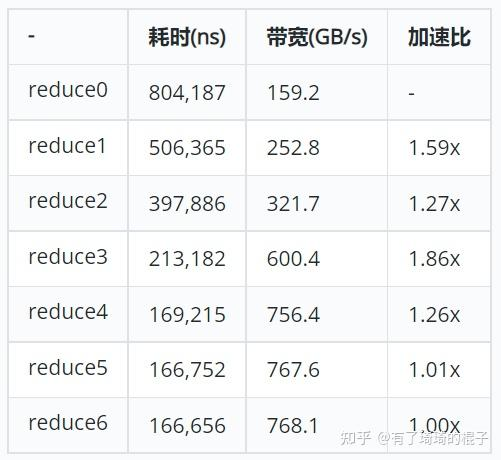 - 耗时(ns) 带宽(GB/s) 加速比
reduce0 804,187 159.2 -
reduce1 506,365 252.8 1.59x
reduce2 397,886 321.7 1.27x
reduce3 213,182 600.4 1.86x
reduce4 169,215 756.4 1.26x
reduce5 166,752 767.6 1.01x
reduce6 166,656 768.1 1.00x
知乎 @有了琦琦的棍子